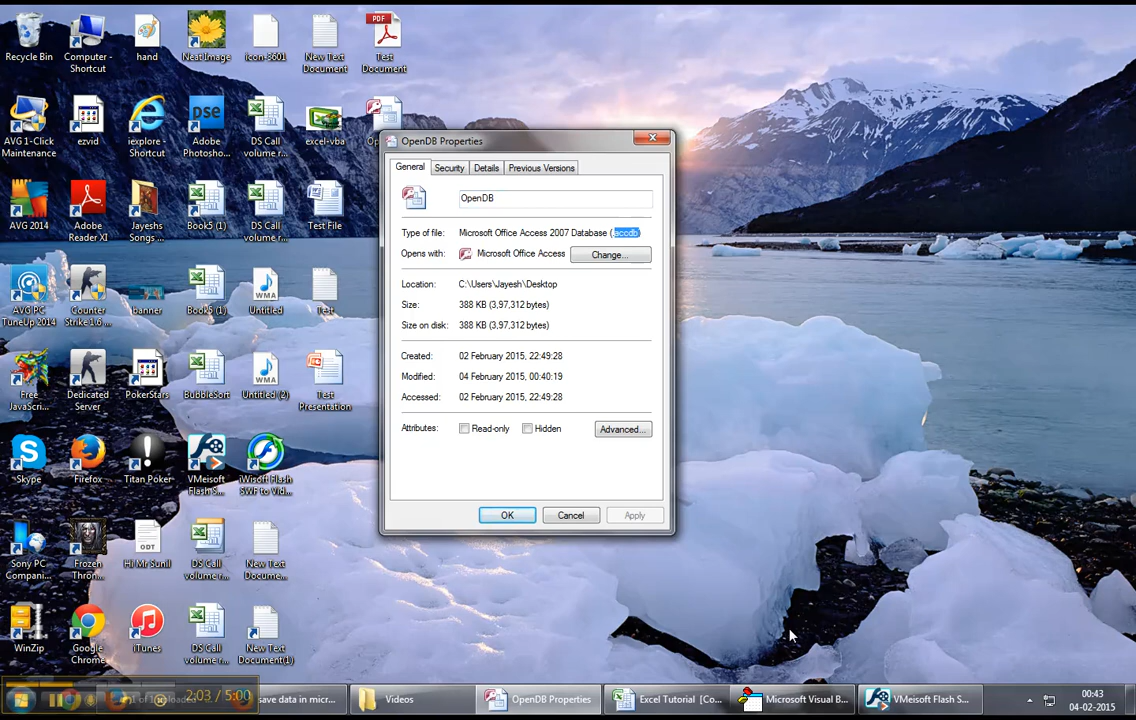 Recycle Bin
Computer -
Shortcut
hand
Neat Image
icon-3601
New Text
Document
PDF
Test
Document
AVG 1-Click
Maintenance
ezvid
iexplore -
Shortcut
pse
Adobe
Photosho...
DS Call
volume r...
excel-vba
AVG 2014
Adobe
Reader XI
Jayeshs
Songs ...
Book5 (1)
DS Call
volume r...
Test File
AVG PC
TuneUp 2014
Counter
Strike1.6 ...
banner
Book6 (1)
WMA
Untitled
Test
Free
JavaScri...
Dedicated
Server
PokerStars
BubbleSort
WMA
Untitled (2)
Test
Presentation
Skype
Firefox
Titan Poker
VMeisoft
Flash S...
iWisoft Flash
SWF to Vid...
Sony PC
Compani...
Frozen
Thron...
ODT
Hi Mr Sunil
DS Call
volume r...
New Text
Docume...
WinZip
Google
Chrome
iTunes
DS Call
volume r...
New Text
Document(1)
OpenDB Properties
General
Security
Details
Previous Versions
OpenDB
Type of file: Microsoft Office Access 2007 Database (.accdb)
Opens with: Microsoft Office Access
Change...
Location: C:\Users\Jayesh\Desktop
Size: 388 KB (3,97,312 bytes)
Size on disk: 388 KB (3,97,312 bytes)
Created: 02 February 2015, 22:49:28
Modified: 04 February 2015, 00:40:19
Accessed: 02 February 2015, 22:49:28
Attributes: Read-only Hidden Advanced...
OK Cancel Apply
2:03 / 5:00
save data in micr...
Videos
OpenDB Properties
Excel Tutorial [Co...
Microsoft Visual B...
VMeisoft Flash S...
00:43
04-02-2015